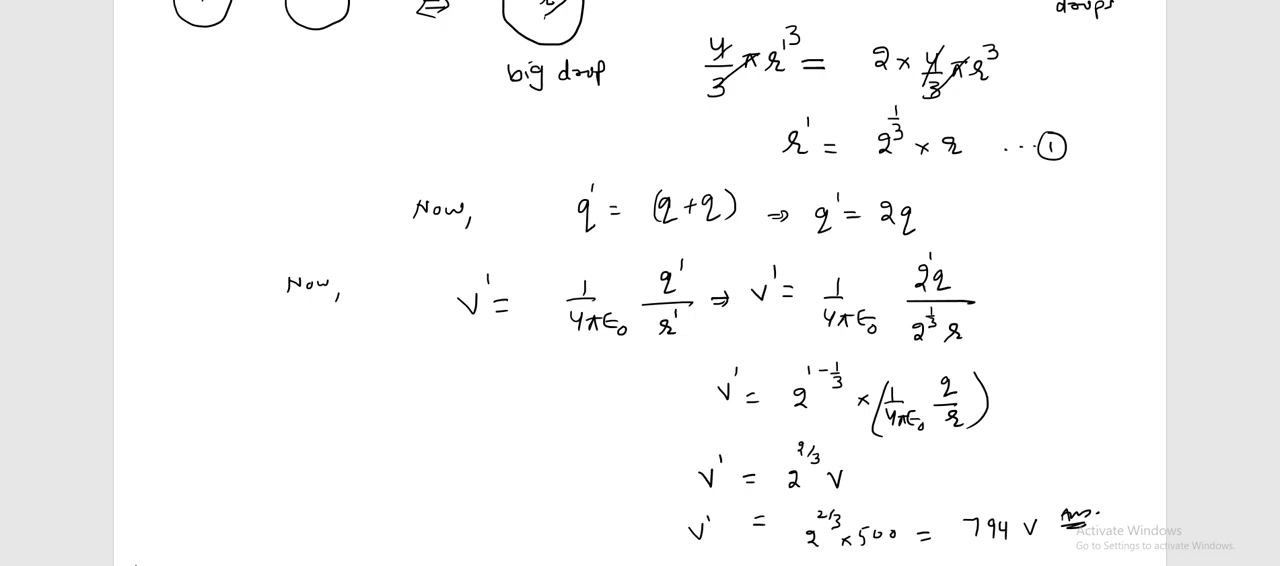 ⇔ drops
big drop
4/3 π r'^3 = 2 × 4/3 π r^3
r' = 2^{1/3} × r ... ①
Now, q' = (q + q) ⇒ q' = 2q
Now, V' = 1/4πε₀ q'/r' ⇒ V' = 1/4πε₀ 2^1 q/2^{1/3} r
V' = 2^{1-1/3} × (1/4πε₀ q/r)
V' = 2^{2/3} V
V' = 2^{2/3} × 500 = 794 V Ans.
Activate Windows
Go to Settings to activate Windows.